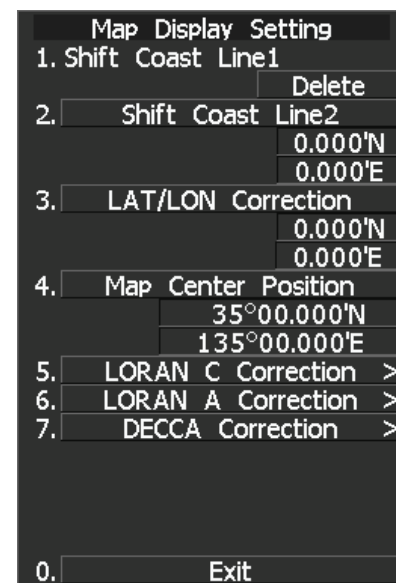 Map Display Setting
1. Shift Coast Line1
Delete
2. Shift Coast Line2
0.000'N
0.000'E
3. LAT/LON Correction
0.000'N
0.000'E
4. Map Center Position
35°00.000'N
135°00.000'E
5. LORAN C Correction >
6. LORAN A Correction >
7. DECCA Correction >
0. Exit